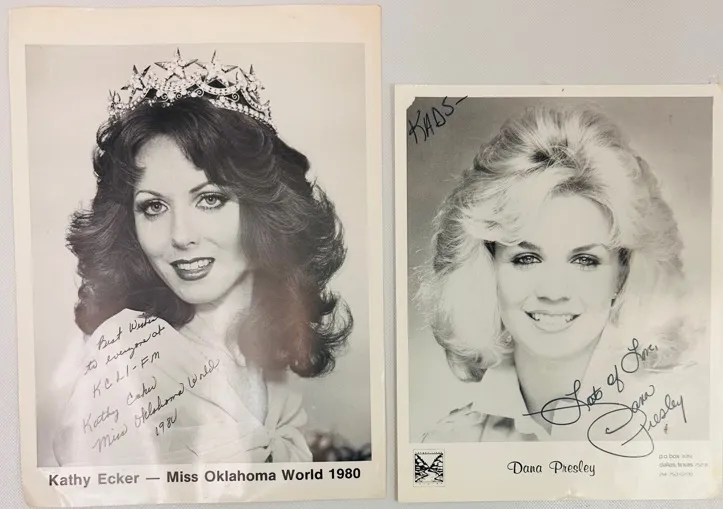 Best Wishes
to everyone at
KCLI-FM
Kathy Ecker
Miss Oklahoma World
1980
Kathy Ecker — Miss Oklahoma World 1980
KADS-
Lots of Love,
Dana
Presley
Dana Presley
p.o. box
dallas, texas